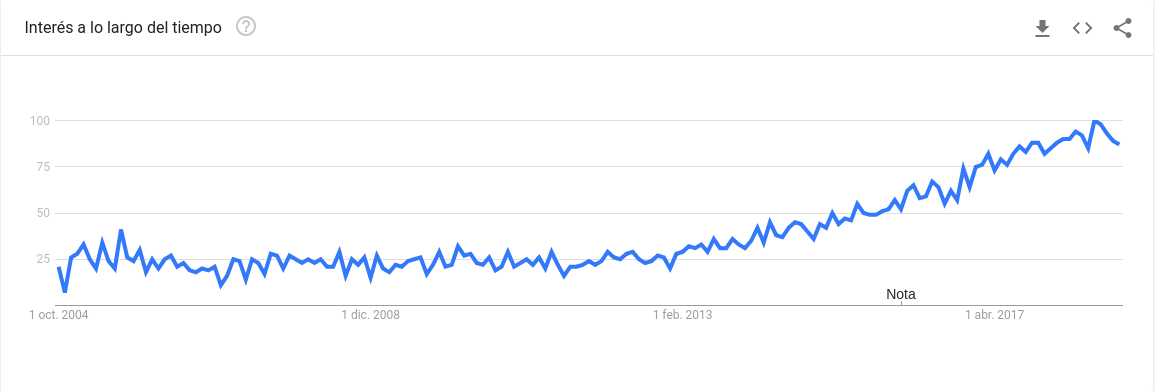 Interés a lo largo del tiempo ?
100
75
50
25
Nota
1 oct. 2004 1 dic. 2008 1 feb. 2013 1 abr. 2017